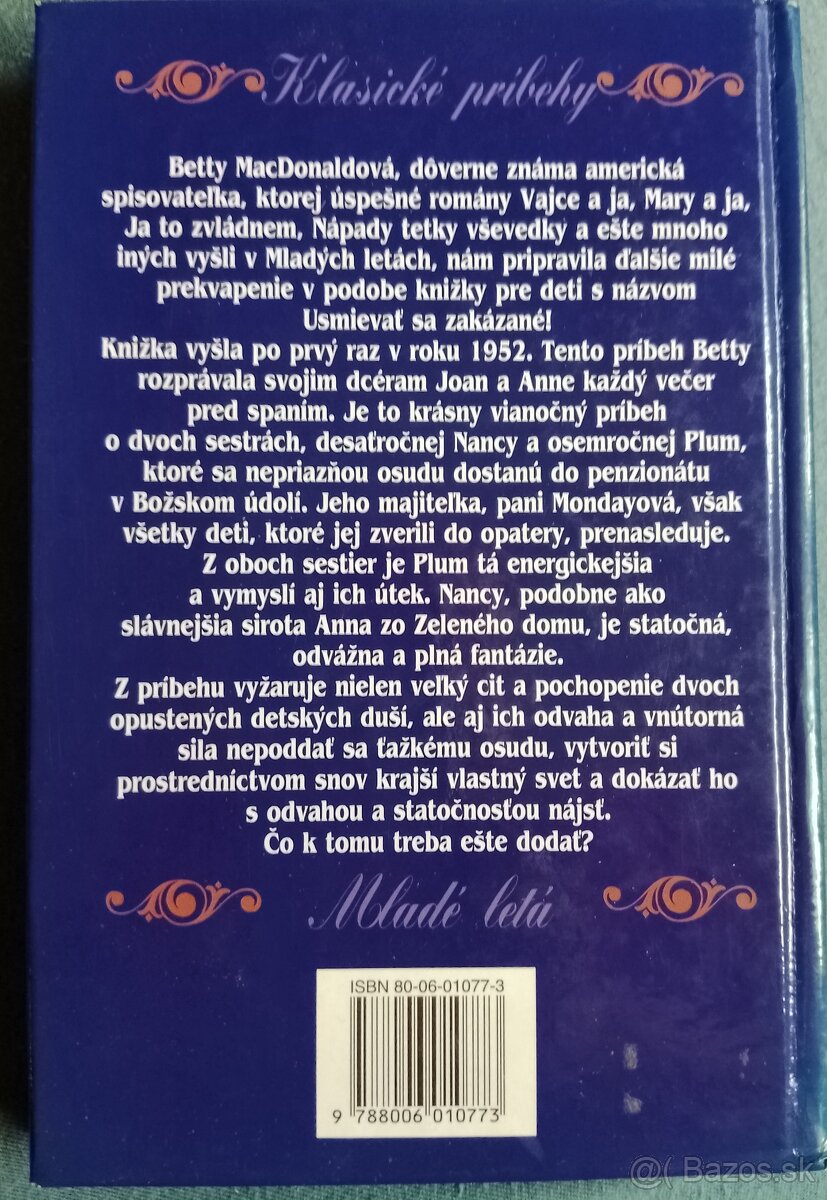 Klasické príbehy
Betty MacDonaldová, dôverne známa americká
spisovateľka, ktorej úspešné romány Vajce a ja, Mary a ja,
Ja to zvládnem, Nápady tetky vševedky a ešte mnoho
iných vyšli v Mladých letách, nám pripravila ďalšie milé
prekvapenie v podobe knižky pre deti s názvom
Usmievať sa zakázané!
Knižka vyšla po prvý raz v roku 1952. Tento príbeh Betty
rozprávala svojim dcéram Joan a Anne každý večer
pred spaním. Je to krásny vianočný príbeh
o dvoch sestrách, desaťročnej Nancy a osemročnej Plum,
ktoré sa nepriazňou osudu dostanú do penzionátu
v Božskom údolí. Jeho majiteľka, pani Mondayová, však
všetky deti, ktoré jej zverili do opatery, prenasleduje.
Z oboch sestier je Plum tá energickejšia
a vymyslí aj ich útek. Nancy, podobne ako
slávnejšia sirota Anna zo Zeleného domu, je statočná,
odvážna a plná fantázie.
Z príbehu vyžaruje nielen veľký cit a pochopenie dvoch
opustených detských duší, ale aj ich odvaha a vnútorná
sila nepoddať sa ťažkému osudu, vytvoriť si
prostredníctvom snov krajší vlastný svet a dokázať ho
s odvahou a statočnosťou nájsť.
Čo k tomu treba ešte dodať?
Mladé letá
ISBN 80-06-01077-3
9 788006 010773
@( Bazos.sk